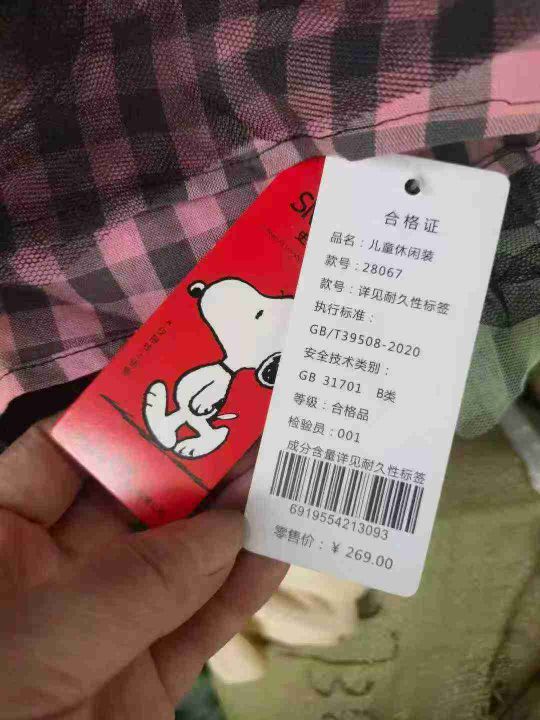 合格证
品名：儿童休闲装
款号：28067
款号：详见耐久性标签
执行标准：
GB/T39508-2020
安全技术类别：
GB 31701 B类
等级：合格品
检验员：001
成分含量详见耐久性标签
6919554213093
零售价：¥ 269.00